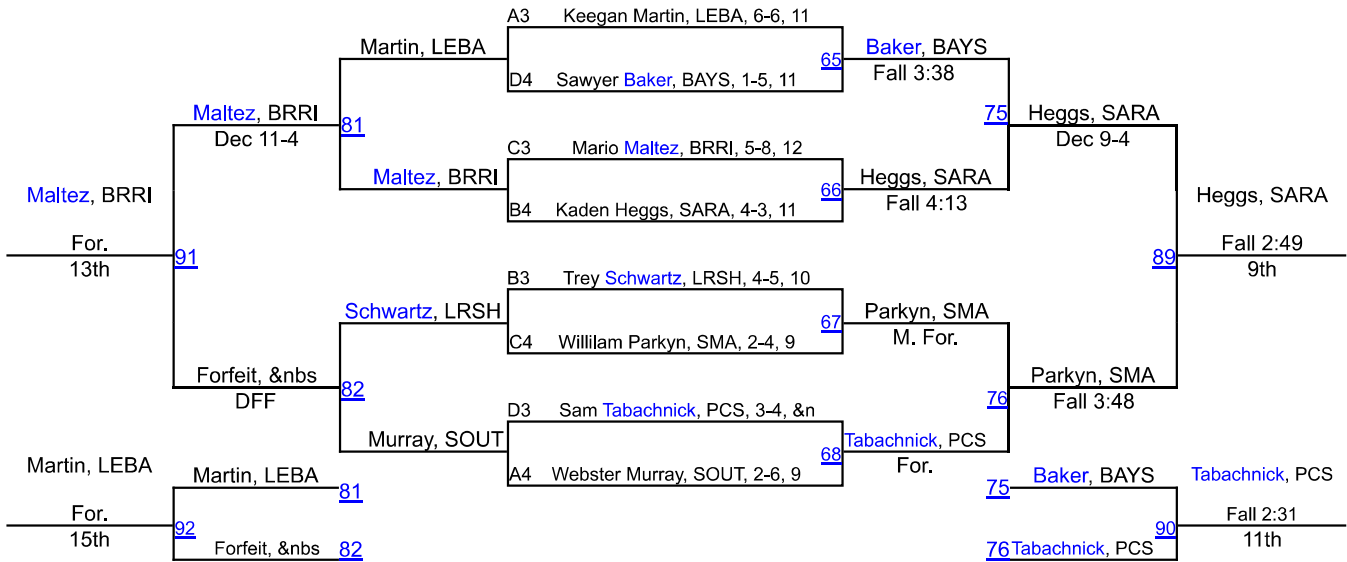 A3 Keegan Martin, LEBA, 6-6, 11
Martin, LEBA
65
Baker, BAYS
Fall 3:38
D4 Sawyer Baker, BAYS, 1-5, 11
Maltez, BRRI
Dec 11-4
81
75
Heggs, SARA
Dec 9-4
C3 Mario Maltez, BRRI, 5-8, 12
Maltez, BRRI
66
Heggs, SARA
Fall 4:13
B4 Kaden Heggs, SARA, 4-3, 11
Maltez, BRRI
For.
13th
91
89
Heggs, SARA
Fall 2:49
9th
B3 Trey Schwartz, LRSH, 4-5, 10
Schwartz, LRSH
67
Parkyn, SMA
M. For.
C4 Willilam Parkyn, SMA, 2-4, 9
Forfeit, &nbs
DFF
82
76
Parkyn, SMA
Fall 3:48
D3 Sam Tabachnick, PCS, 3-4, &n
Murray, SOUT
68
Tabachnick, PCS
For.
A4 Webster Murray, SOUT, 2-6, 9
Martin, LEBA
For.
15th
Martin, LEBA
81
92
Forfeit, &nbs
82
75
Baker, BAYS
90
76
Tabachnick, PCS
Tabachnick, PCS
Fall 2:31
11th